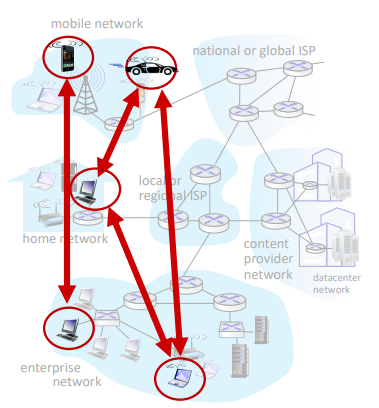 mobile network
national or global ISP
local or
regional ISP
home network
content
provider
network
datacenter
network
enterprise
network